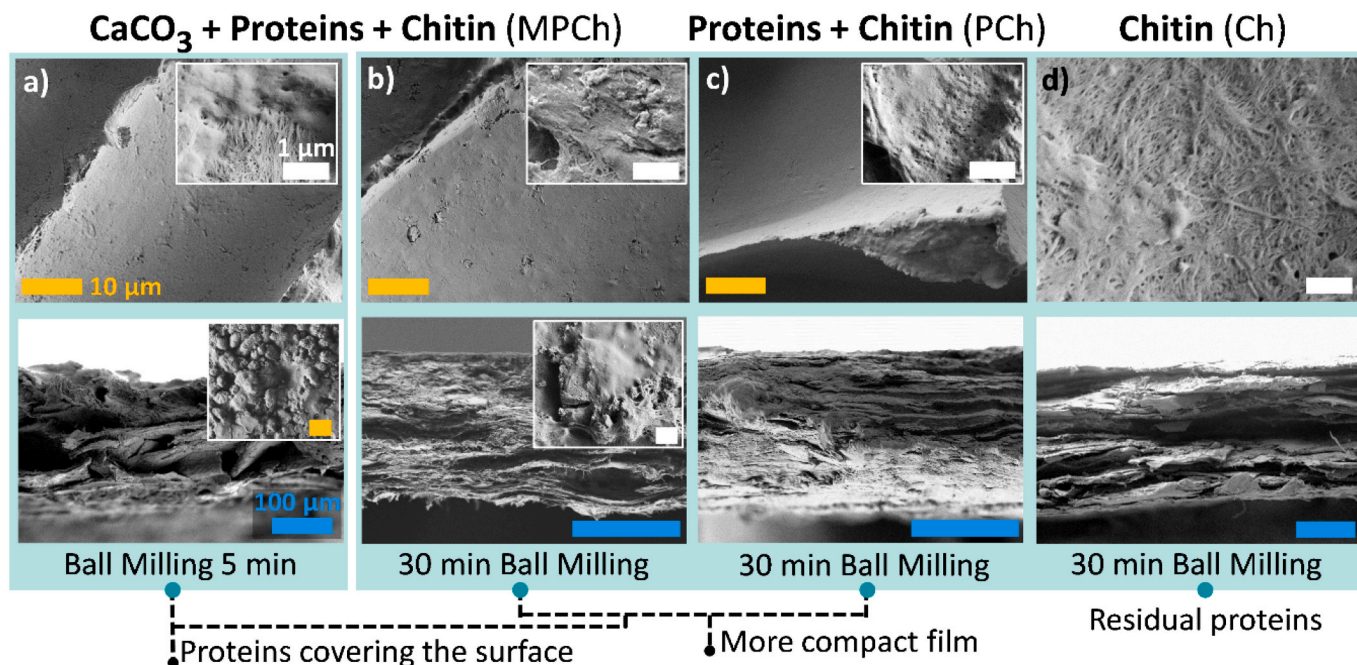 CaCO3 + Proteins + Chitin (MPCh)
Proteins + Chitin (PCh)
Chitin (Ch)
a)
b)
c)
d)
1 µm
10 µm
100 µm
Ball Milling 5 min
30 min Ball Milling
30 min Ball Milling
30 min Ball Milling
Proteins covering the surface
More compact film
Residual proteins